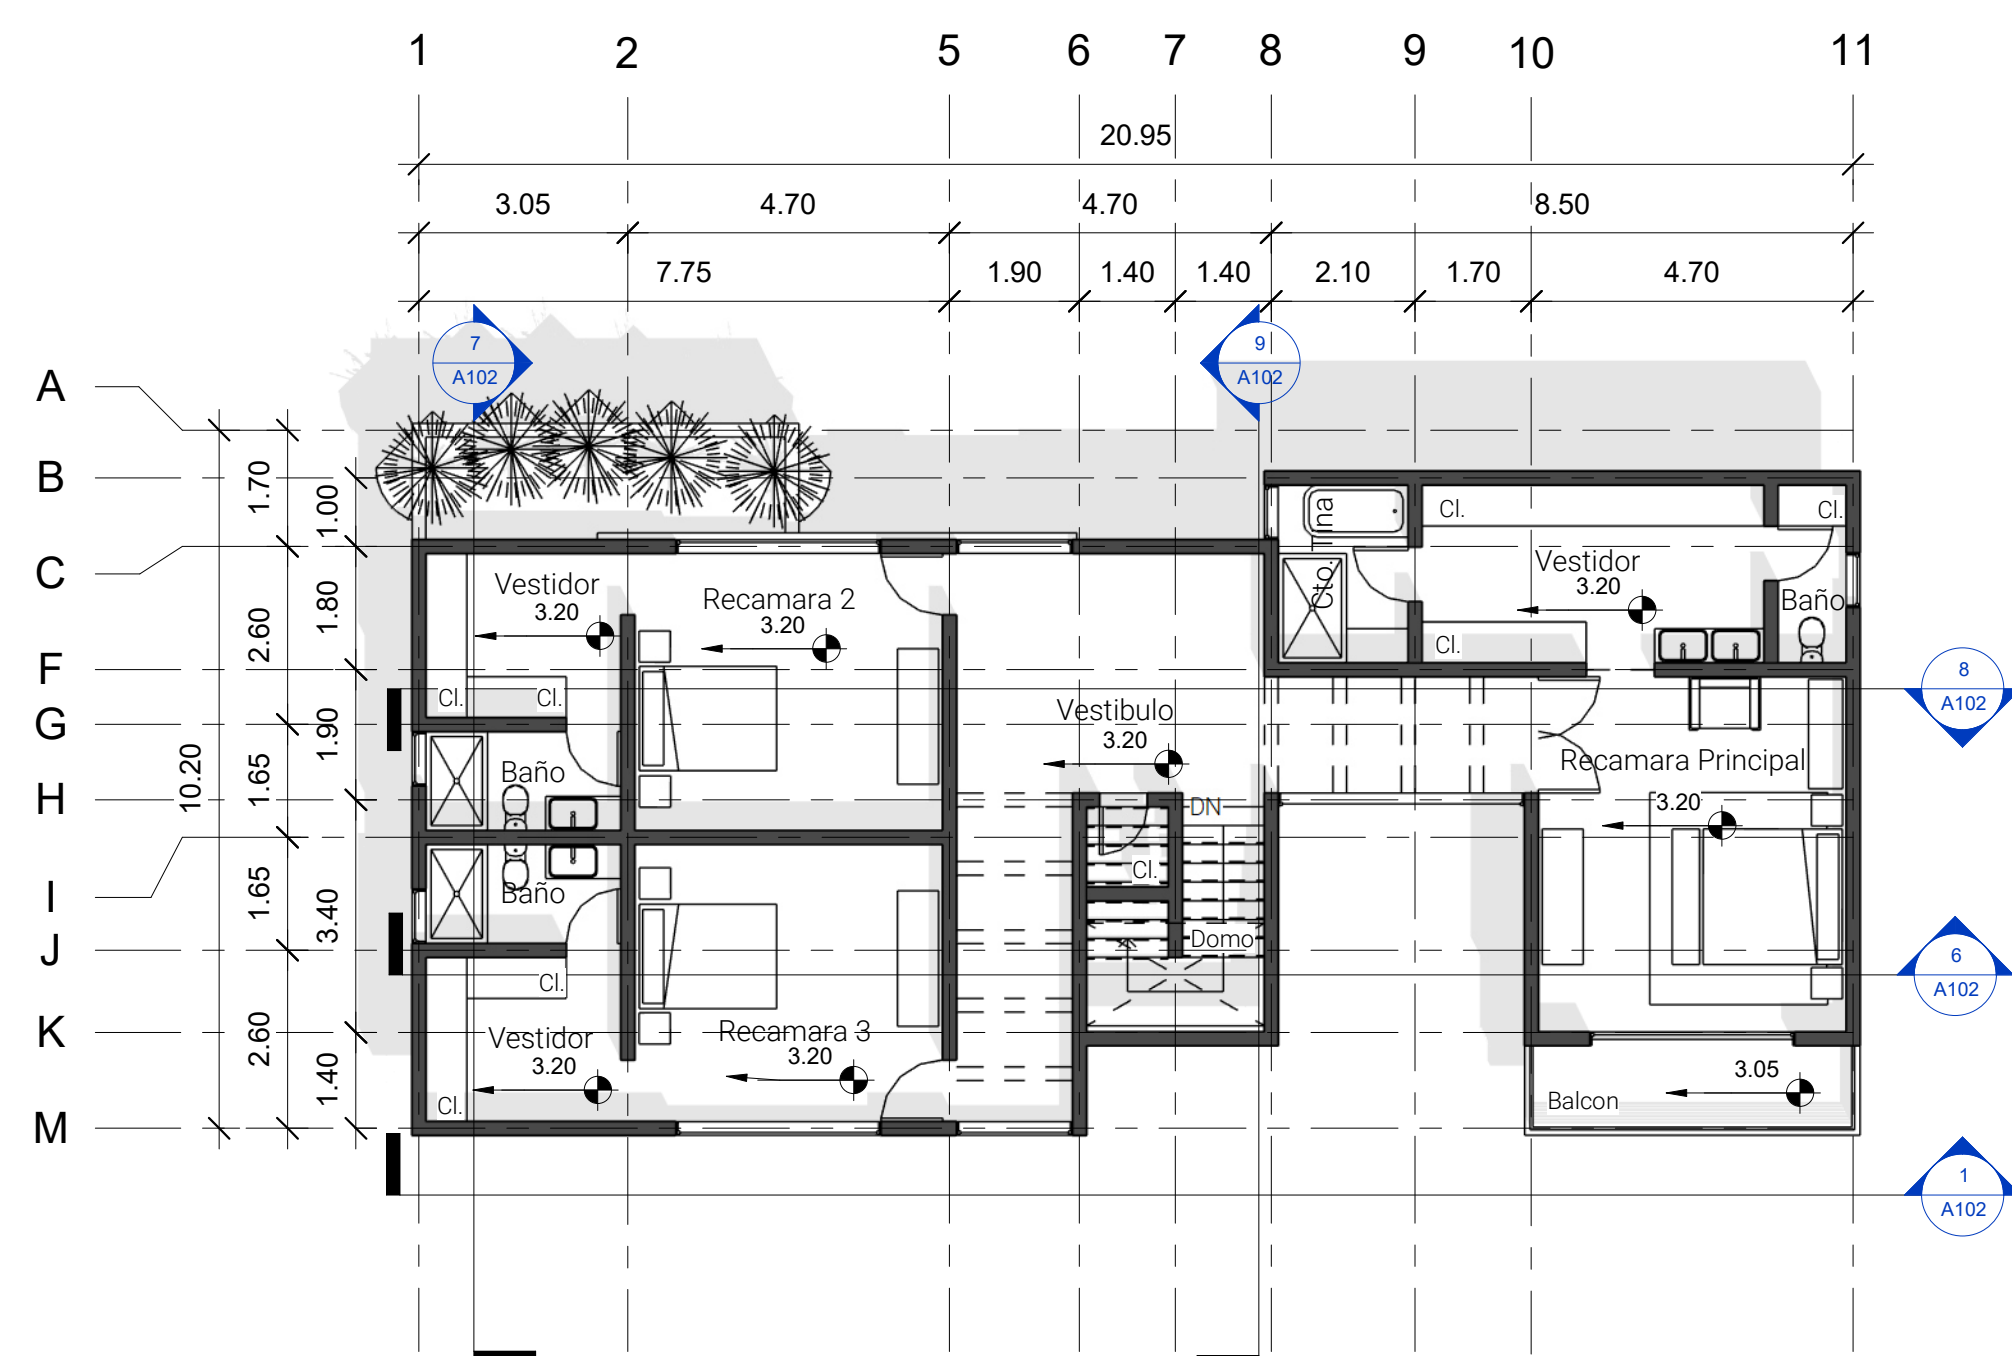 1 2 5 6 7 8 9 10 11
20.95
3.05 4.70 4.70 8.50
7.75 1.90 1.40 1.40 2.10 1.70 4.70
7
A102
9
A102
A
B
C
F
G
H
I
J
K
M
10.20
1.70
2.60
1.65
1.65
2.60
1.00
1.80
1.90
3.40
1.40
Vestidor
3.20
Cl.
Cl.
Recamara 2
3.20
Baño
Baño
Cl.
Vestidor
3.20
Cl.
Recamara 3
3.20
Vestibulo
3.20
DN
Cl.
Domo
Cto. Tina
Cl.
Cl.
Vestidor
3.20
Baño
Cl.
Recamara Principal
3.20
3.05
Balcon
8
A102
6
A102
1
A102